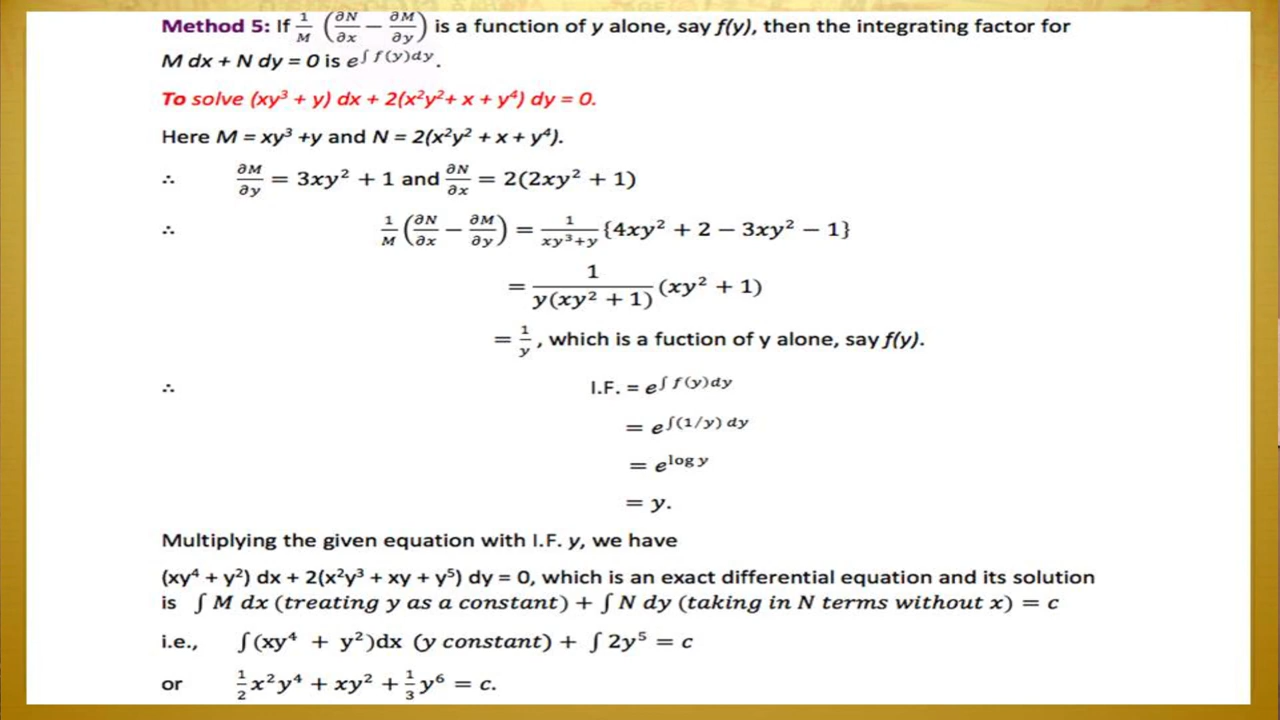 Method 5: If 1/M (∂N/∂x − ∂M/∂y) is a function of y alone, say f(y), then the integrating factor for
M dx + N dy = 0 is e^∫ f(y)dy.
To solve (xy³ + y) dx + 2(x²y²+ x + y⁴) dy = 0.
Here M = xy³ +y and N = 2(x²y² + x + y⁴).
∴ ∂M/∂y = 3xy² + 1 and ∂N/∂x = 2(2xy² + 1)
∴ 1/M (∂N/∂x − ∂M/∂y) = 1/(xy³+y) {4xy² + 2 − 3xy² − 1}
= 1/(y(xy² + 1)) (xy² + 1)
= 1/y , which is a fuction of y alone, say f(y).
∴ I.F. = e^∫ f(y)dy
= e^∫(1/y) dy
= e^log y
= y.
Multiplying the given equation with I.F. y, we have
(xy⁴ + y²) dx + 2(x²y³ + xy + y⁵) dy = 0, which is an exact differential equation and its solution
is ∫ M dx (treating y as a constant) + ∫ N dy (taking in N terms without x) = c
i.e., ∫(xy⁴ + y²)dx (y constant) + ∫ 2y⁵ = c
or 1/2 x²y⁴ + xy² + 1/3 y⁶ = c.